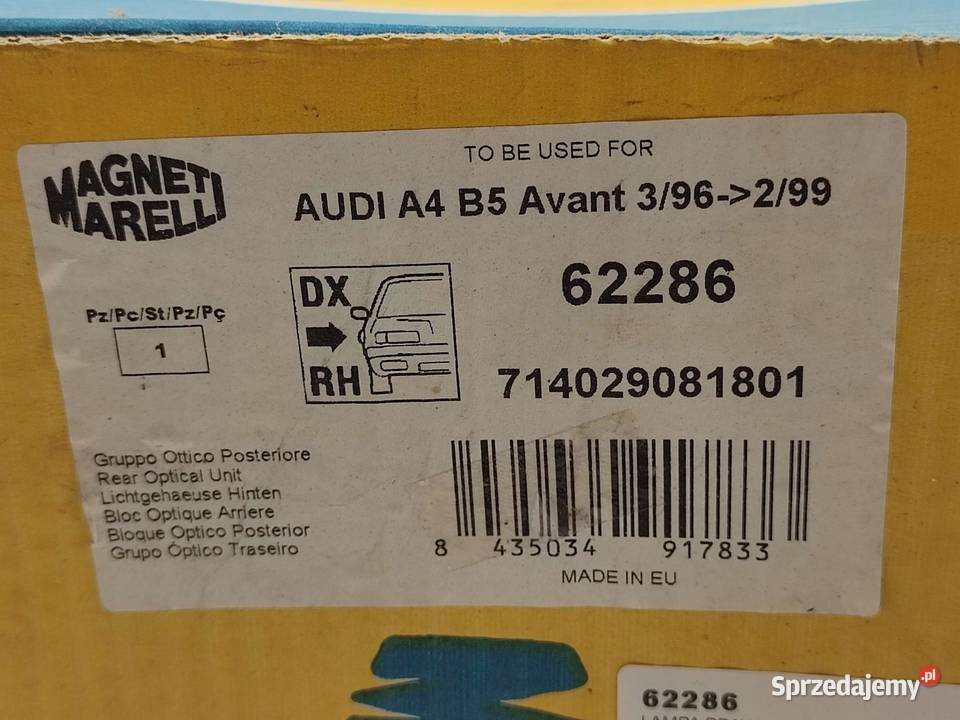 TO BE USED FOR
MAGNETI
MARELLI
AUDI A4 B5 Avant 3/96->2/99
DX
RH
62286
Pz/Pc/St/Pz/Pç
1
714029081801
Gruppo Ottico Posteriore
Rear Optical Unit
Lichtgehaeuse Hinten
Bloc Optique Arriere
Bloque Optico Posterior
Grupo Óptico Traseiro
8 435034 917833
MADE IN EU
62286
LAMPA
Sprzedajemy.pl